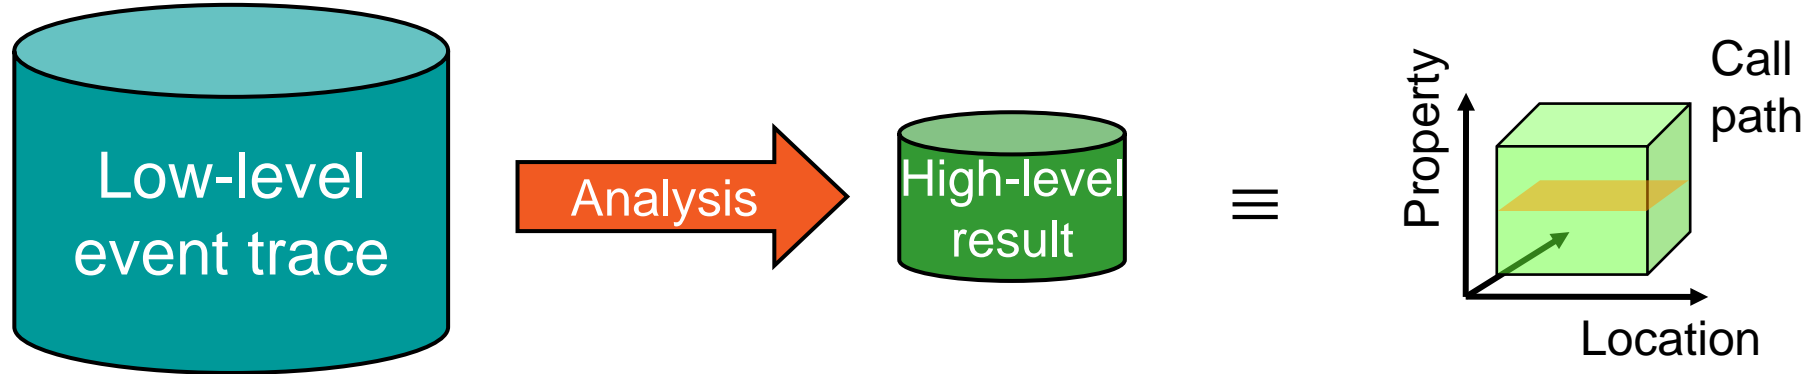 Low-level
event trace
Analysis
High-level
result
≡
Property
Call
path
Location